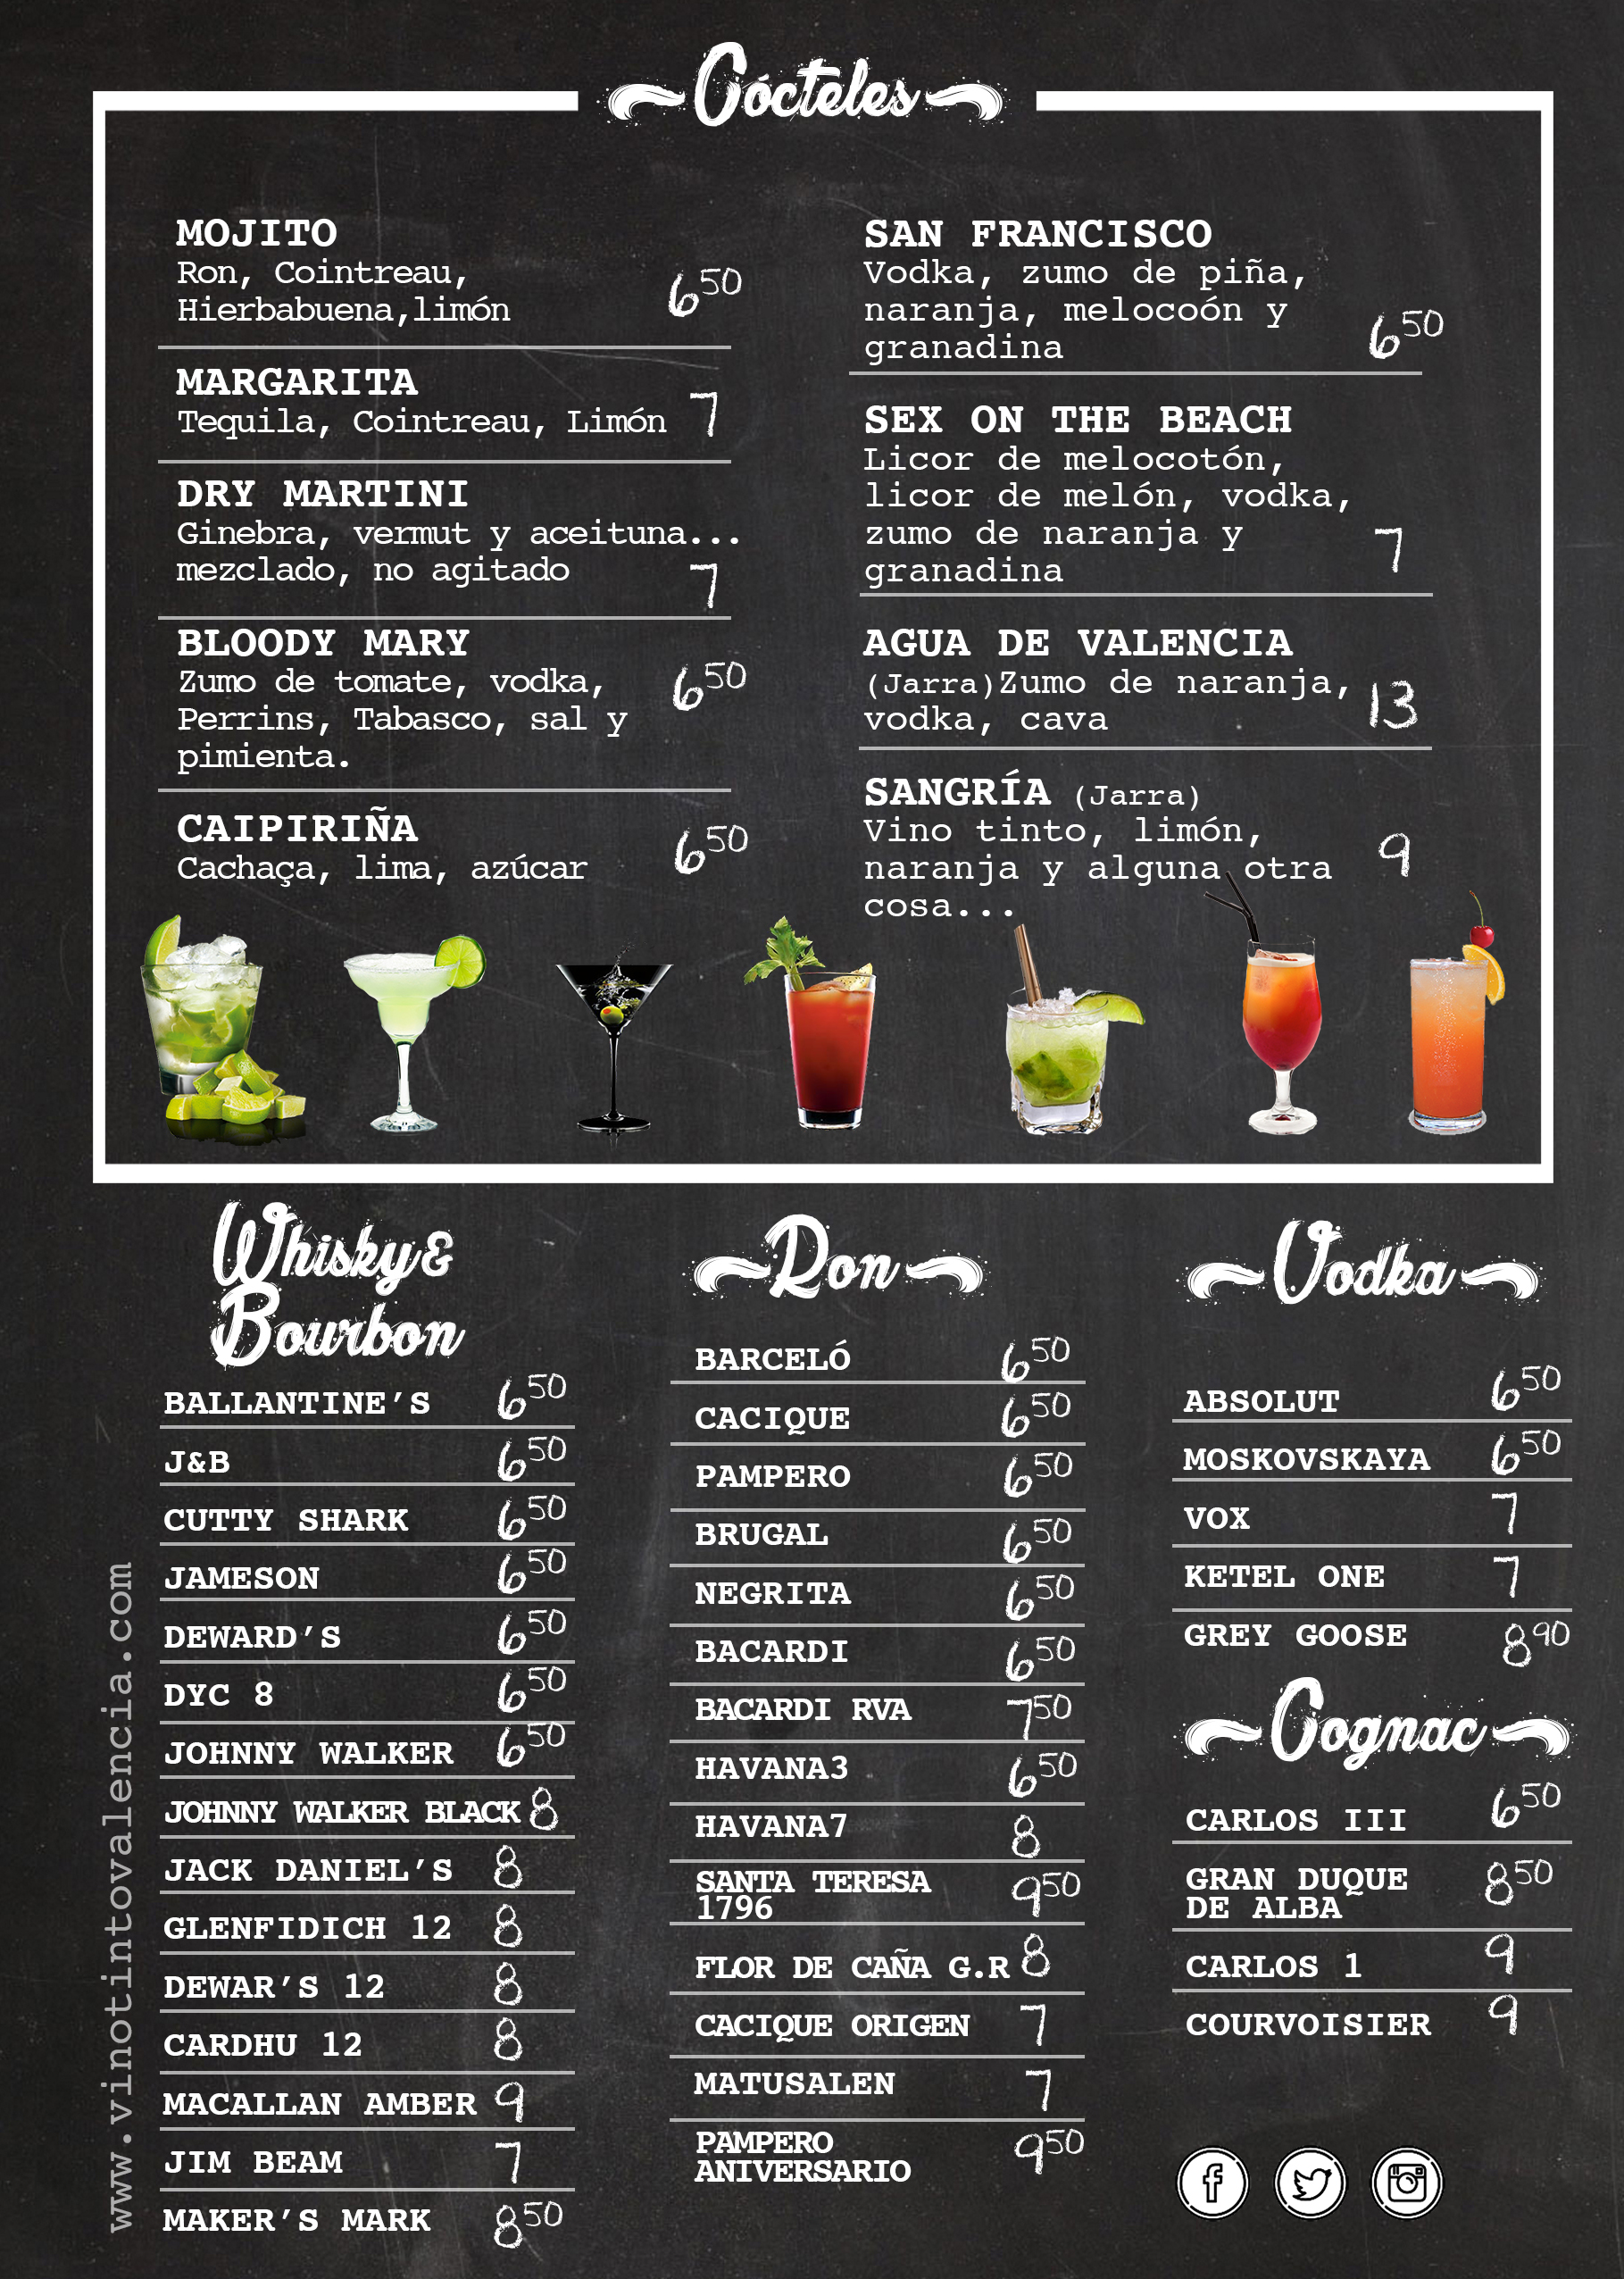 Cócteles
MOJITO
Ron, Cointreau,
Hierbabuena,limón
6 50
MARGARITA
Tequila, Cointreau, Limón 7
DRY MARTINI
Ginebra, vermut y aceituna...
mezclado, no agitado 7
BLOODY MARY
Zumo de tomate, vodka,
Perrins, Tabasco, sal y
pimienta.
6 50
CAIPIRIÑA
Cachaça, lima, azúcar
6 50
SAN FRANCISCO
Vodka, zumo de piña,
naranja, melocoón y
granadina
6 50
SEX ON THE BEACH
Licor de melocotón,
licor de melón, vodka,
zumo de naranja y
granadina
7
AGUA DE VALENCIA
(Jarra)Zumo de naranja,
vodka, cava
13
SANGRÍA (Jarra)
Vino tinto, limón,
naranja y alguna otra
cosa...
9
Whisky&
Bourbon
BALLANTINE'S 6 50
J&B 6 50
CUTTY SHARK 6 50
JAMESON 6 50
DEWARD'S 6 50
DYC 8 6 50
JOHNNY WALKER 6 50
JOHNNY WALKER BLACK 8
JACK DANIEL'S 8
GLENFIDICH 12 8
DEWAR'S 12 8
CARDHU 12 8
MACALLAN AMBER 9
JIM BEAM 7
MAKER'S MARK 8 50
Ron
BARCELÓ 6 50
CACIQUE 6 50
PAMPERO 6 50
BRUGAL 6 50
NEGRITA 6 50
BACARDI 6 50
BACARDI RVA 7 50
HAVANA3 6 50
HAVANA7 8
SANTA TERESA
1796
9 50
FLOR DE CAÑA G.R 8
CACIQUE ORIGEN 7
MATUSALEN 7
PAMPERO
ANIVERSARIO
9 50
Vodka
ABSOLUT 6 50
MOSKOVSKAYA 6 50
VOX 7
KETEL ONE 7
GREY GOOSE 8 90
Cognac
CARLOS III 6 50
GRAN DUQUE
DE ALBA
8 50
CARLOS 1 9
COURVOISIER 9
www.vinotintovalencia.com